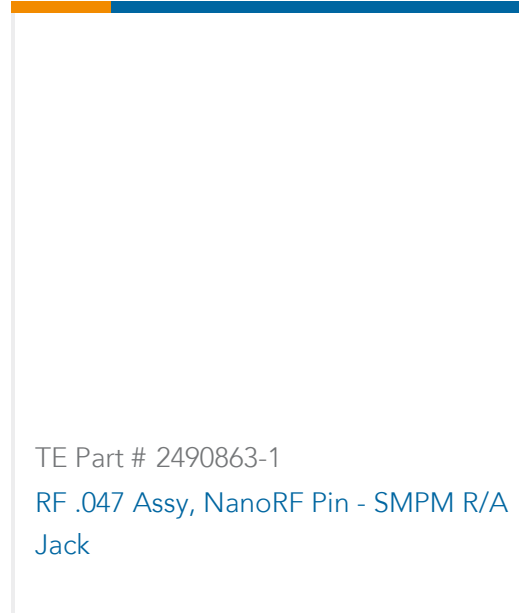 TE Part # 2490863-1
RF .047 Assy, NanoRF Pin - SMPM R/A
Jack